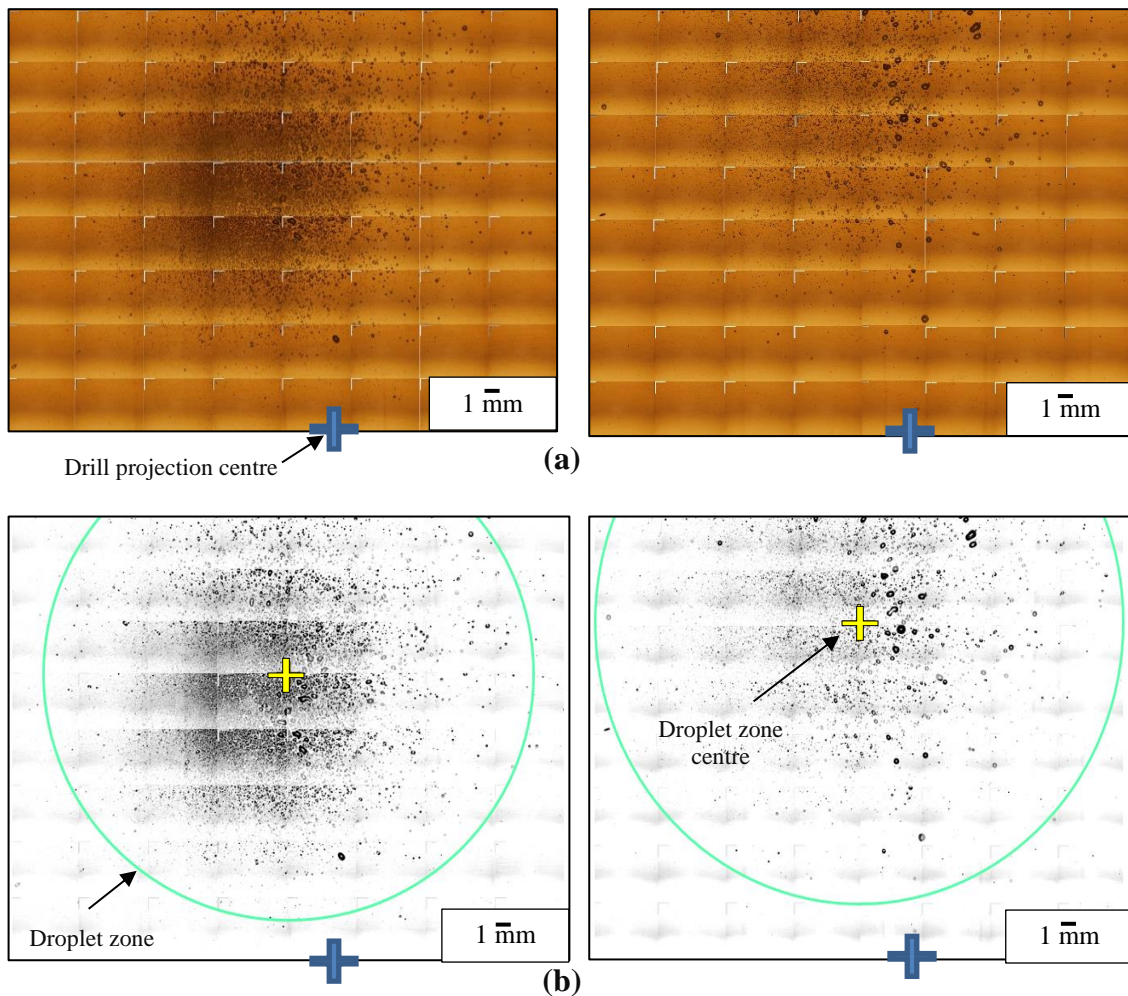 1 mm
1 mm
Drill projection centre
(a)
Droplet zone
centre
Droplet zone
1 mm
1 mm
(b)